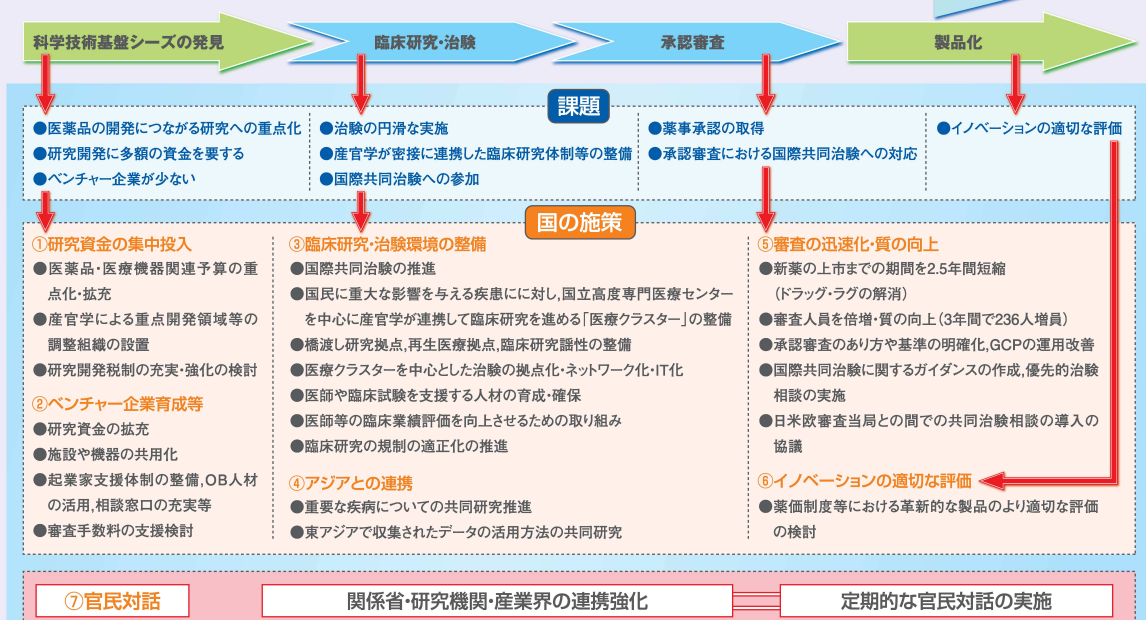 科学技術基盤シーズの発見
臨床研究・治験
承認審査
製品化
課題
●医薬品の開発につながる研究への重点化
●研究開発に多額の資金を要する
●ベンチャー企業が少ない
●治験の円滑な実施
●産官学が密接に連携した臨床研究体制等の整備
●国際共同治験への参加
●薬事承認の取得
●承認審査における国際共同治験への対応
●イノベーションの適切な評価
国の施策
①研究資金の集中投入
●医薬品・医療機器関連予算の重
点化・拡充
●産官学による重点開発領域等の
調整組織の設置
●研究開発税制の充実・強化の検討
②ベンチャー企業育成等
●研究資金の拡充
●施設や機器の共用化
●起業家支援体制の整備,OB人材
の活用,相談窓口の充実等
●審査手数料の支援検討
③臨床研究・治験環境の整備
●国際共同治験の推進
●国民に重大な影響を与える疾患にに対し,国立高度専門医療センター
を中心に産官学が連携して臨床研究を進める「医療クラスター」の整備
●橋渡し研究拠点,再生医療拠点,臨床研究議性の整備
●医療クラスターを中心とした治験の拠点化・ネットワーク化・IT化
●医師や臨床試験を支援する人材の育成・確保
●医師等の臨床業績評価を向上させるための取り組み
●臨床研究の規制の適正化の推進
④アジアとの連携
●重要な疾病についての共同研究推進
●東アジアで収集されたデータの活用方法の共同研究
⑤審査の迅速化・質の向上
●新薬の上市までの期間を2.5年間短縮
(ドラッグ・ラグの解消)
●審査人員を倍増・質の向上(3年間で236人増員)
●承認審査のあり方や基準の明確化,GCPの運用改善
●国際共同治験に関するガイダンスの作成,優先的治験
相談の実施
●日米欧審査当局との間での共同治験相談の導入の
協議
⑥イノベーションの適切な評価
●薬価制度等における革新的な製品のより適切な評価
の検討
⑦官民対話
関係省・研究機関・産業界の連携強化
定期的な官民対話の実施